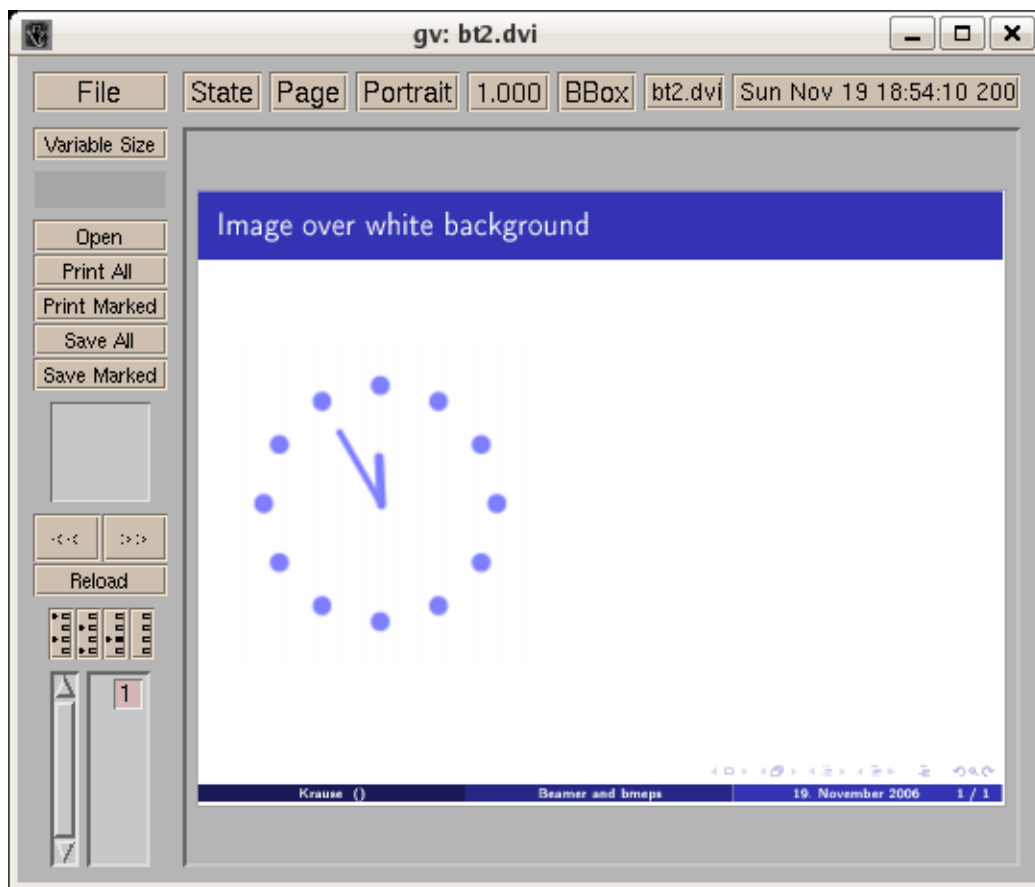 gv: bt2.dvi
File State Page Portrait 1.000 BBox bt2.dvi Sun Nov 19 18:54:10 200
Variable Size
Open
Print All
Print Marked
Save All
Save Marked
<< >>
Reload
1
Image over white background
Krause () Beamer and bmeps 19. November 2006 1 / 1